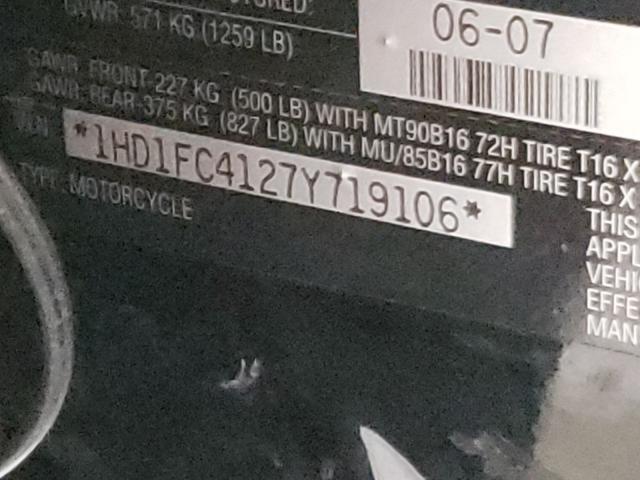 GVWR 571 KG (1259 LB)
06-07
GAWR FRONT-227 KG (500 LB) WITH MT90B16 72H TIRE T16 X
GAWR-REAR-375 KG (827 LB) WITH MU/85B16 77H TIRE T16 X
*1HD1FC4127Y719106*
TYPE MOTORCYCLE
THIS
APPL
VEHI
EFFE
MAN